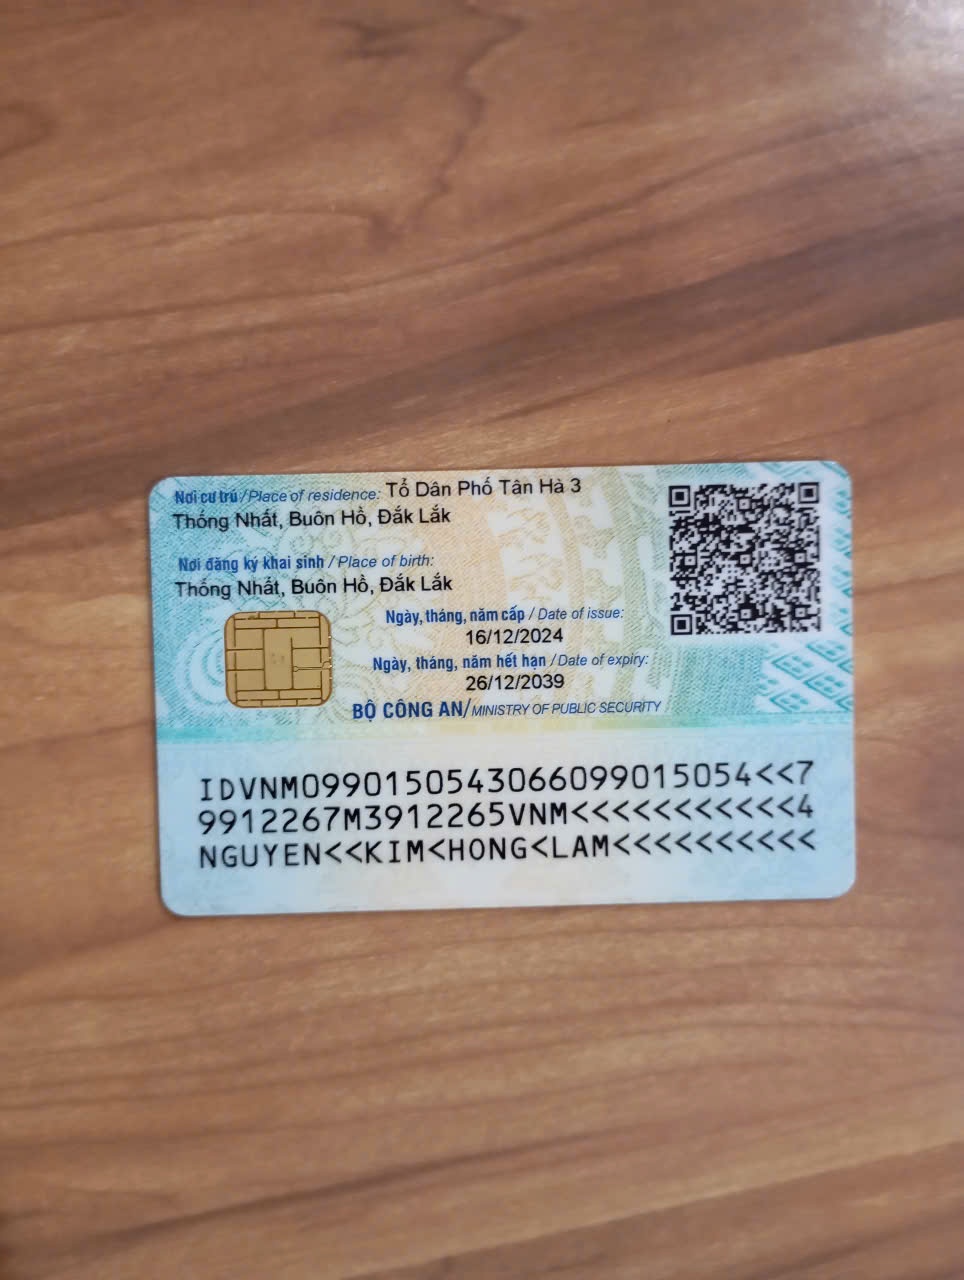 Nơi cư trú / Place of residence: Tổ Dân Phố Tân Hà 3
Thống Nhất, Buôn Hồ, Đắk Lắk
Nơi đăng ký khai sinh / Place of birth:
Thống Nhất, Buôn Hồ, Đắk Lắk
Ngày, tháng, năm cấp / Date of issue:
16/12/2024
Ngày, tháng, năm hết hạn / Date of expiry:
26/12/2039
BỘ CÔNG AN/MINISTRY OF PUBLIC SECURITY
IDVNM0990150543066099015054<<7
9912267M3912265VNM<<<<<<<<<<<4
NGUYEN<<KIM<HONG<LAM<<<<<<<<<<